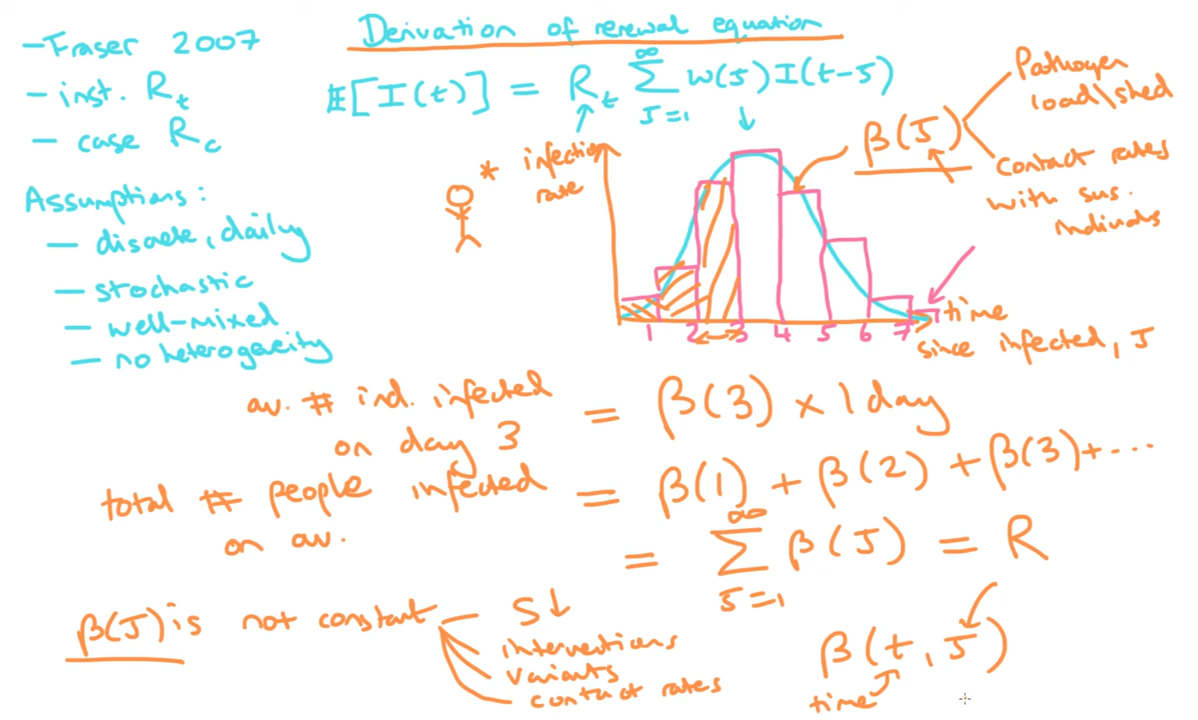 Derivation of renewal equation
– Fraser 2007
– inst. R_t
– case R_c
E[I(t)] = R_t ∑_{J=1}^{∞} w(J) I(t-J)
Assumptions:
– discrete, daily
– stochastic
– well-mixed
– no heterogeneity
* infection
rate
β(J)
Pathogen
load\shed
Contact rates
with sus.
individuals
1 2 3 4 5 6 7
time
since infected, J
av. # ind. infected
on day 3
= β(3) × 1 day
total # people infected
on av.
= β(1) + β(2) + β(3) + ....
= ∑_{J=1}^{∞} β(J) = R
β(J) is not constant
S↓
interventions
variants
contact rates
β(t, J)
time